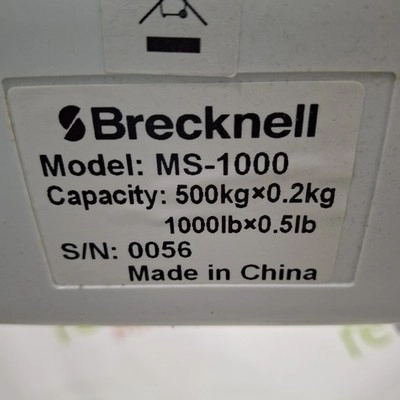 Brecknell
Model: MS-1000
Capacity: 500kg×0.2kg
1000lb×0.5lb
S/N: 0056
Made in China